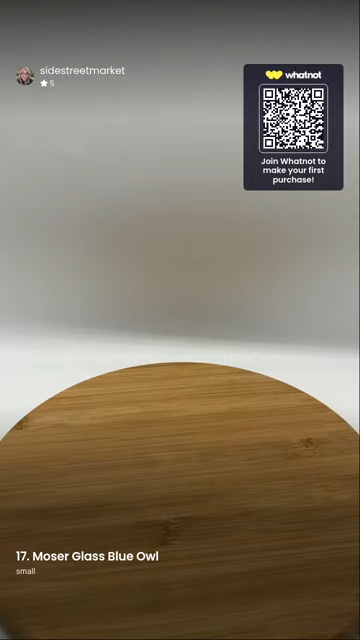 sidestreetmarket
5
whatnot
Join Whatnot to
make your first
purchase!
17. Moser Glass Blue Owl
small